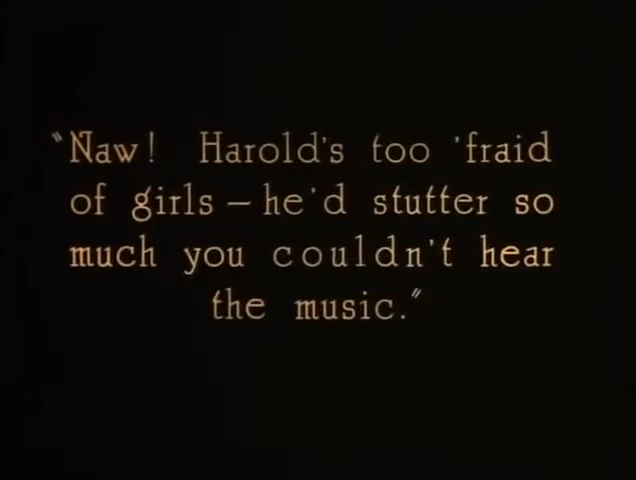 "Naw! Harold's too 'fraid
of girls — he'd stutter so
much you couldn't hear
the music."